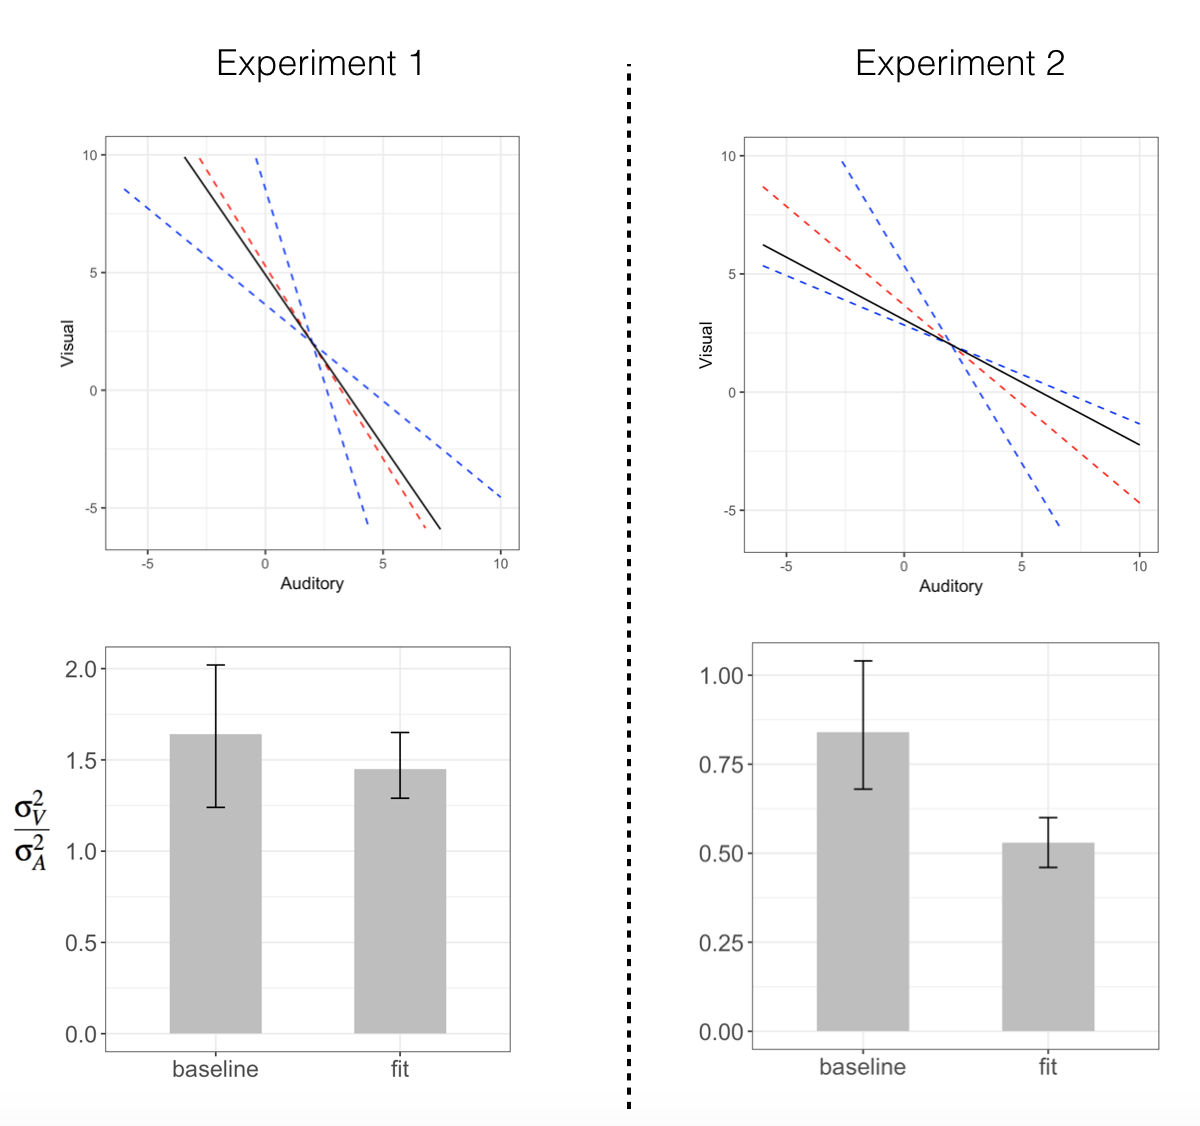 Experiment 1
Experiment 2
10
5
0
-5
Visual
-5 0 5 10
Auditory
10
5
0
-5
Visual
-5 0 5 10
Auditory
2.0
1.5
1.0
0.5
0.0
σ²V
σ²A
baseline fit
1.00
0.75
0.50
0.25
0.00
baseline fit